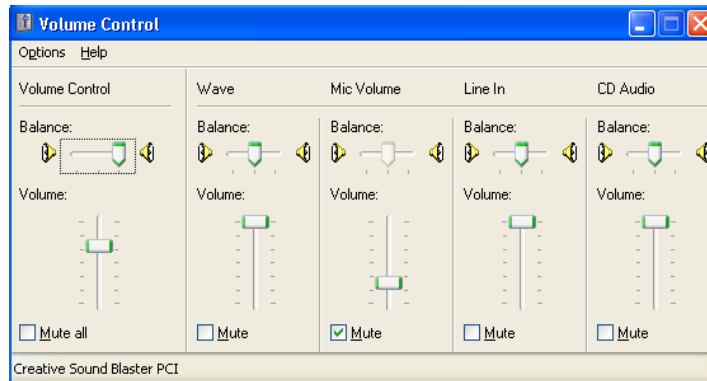 Volume Control
Options Help
Volume Control Wave Mic Volume Line In CD Audio
Balance: Balance: Balance: Balance: Balance:
Volume: Volume: Volume: Volume: Volume:
Mute all Mute Mute Mute Mute
Creative Sound Blaster PCI